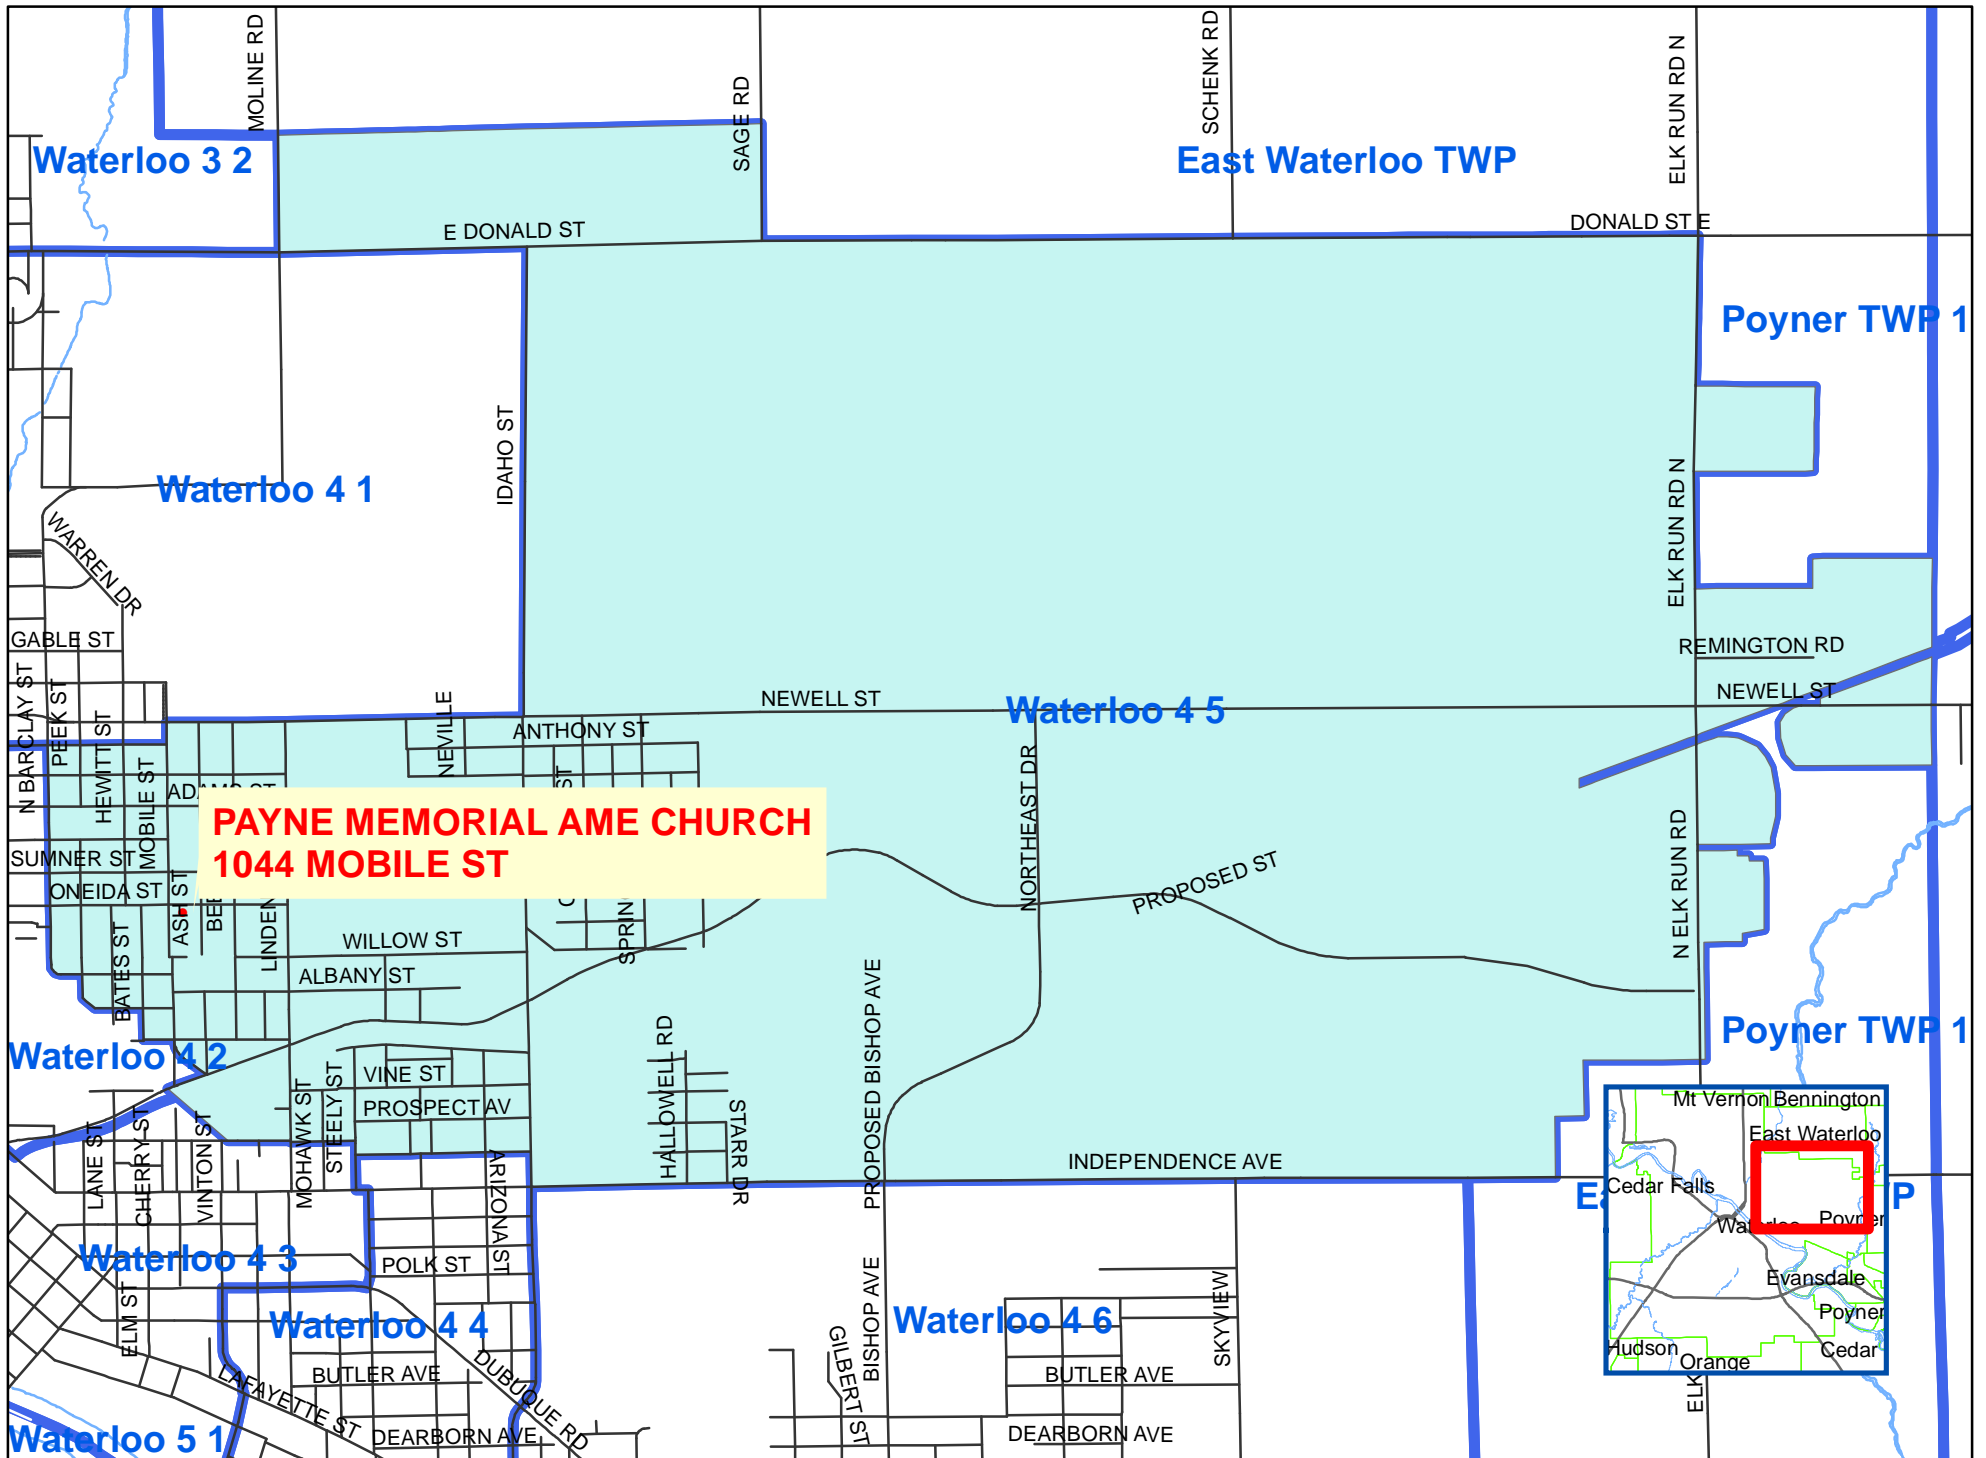 MOLINE RD
SAGE RD
SCHENK RD
ELK RUN RD N
Waterloo 3 2
East Waterloo TWP
E DONALD ST
DONALD ST E
Poyner TWP 1
IDAHO ST
Waterloo 4 1
ELK RUN RD N
WARREN DR
GABLE ST
REMINGTON RD
N BARCLAY ST
PEEK ST
HEWITT ST
MOBILE ST
NEVILLE
NEWELL ST
Waterloo 4 5
NEWELL ST
ANTHONY ST
NORTHEAST DR
PAYNE MEMORIAL AME CHURCH
1044 MOBILE ST
SUMNER ST
ONEIDA ST
ASH ST
LINDEN
PROPOSED ST
N ELK RUN RD
BATES ST
WILLOW ST
ALBANY ST
PROPOSED BISHOP AVE
HALLOWELL RD
Waterloo 4 2
Poyner TWP 1
VINE ST
PROSPECT AV
MOHAWK ST
STEELY ST
STARR DR
LANE ST
CHERRY ST
VINTON ST
ARIZONA ST
INDEPENDENCE AVE
Mt Vernon
Bennington
East Waterloo
Cedar Falls
Waterloo
Poyner
Evansdale
Poyner
Hudson
Orange
Cedar
Waterloo 4 3
POLK ST
ELM ST
Waterloo 4 4
BISHOP AVE
Waterloo 4 6
SKYVIEW
GILBERT ST
BUTLER AVE
BUTLER AVE
DUBUQUE RD
LAFAYETTE ST
DEARBORN AVE
DEARBORN AVE
Waterloo 5 1
ELK